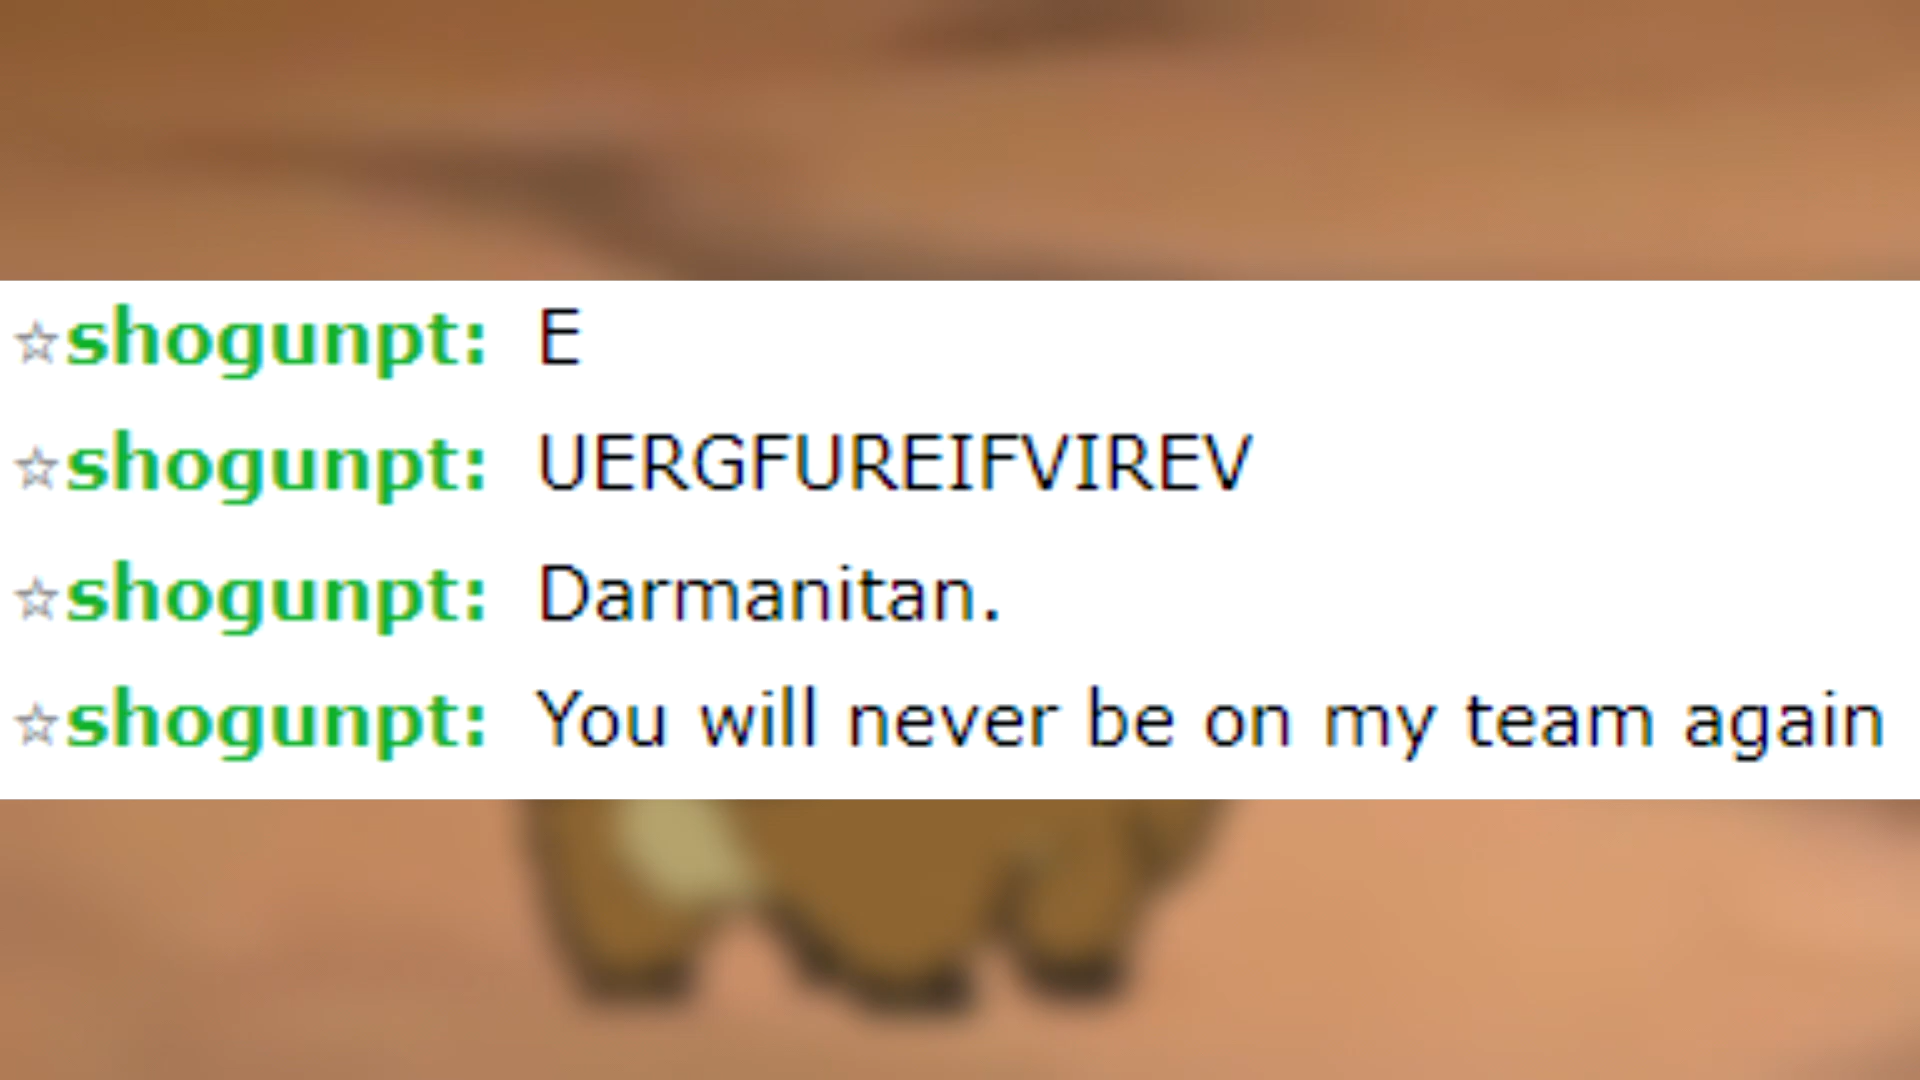 ☆shogunpt: E
☆shogunpt: UERGFUREIFVIREV
☆shogunpt: Darmanitan.
☆shogunpt: You will never be on my team again